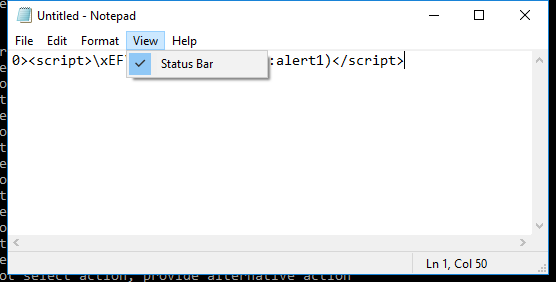 Untitled - Notepad
File Edit Format View Help
0><script>\xEF :alert1)</script>
Status Bar
Ln 1, Col 50
ot select action, provide alternative action